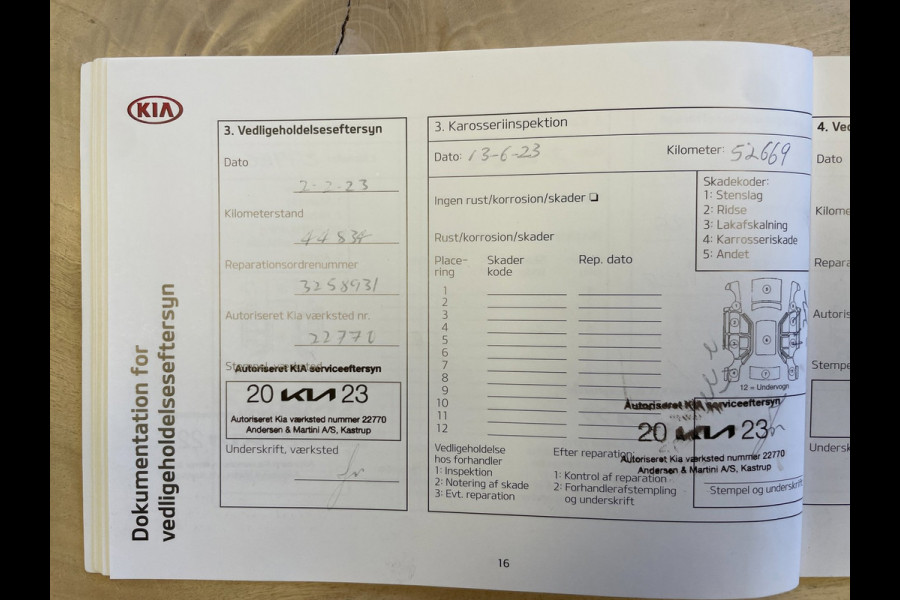 KIA
Dokumentation for
vedligeholdelseseftersyn
3. Vedligeholdelseseftersyn
Dato
2-2-23
Kilometerstand
44834
Reparationsordrenummer
3258931
Autoriseret Kia værksted nr.
22770
Autoriseret KIA serviceeftersyn
20 KIA 23
Autoriseret Kia værksted nummer 22770
Andersen & Martini A/S, Kastrup
Underskrift, værksted
3. Karosseriinspektion
Dato: 13-6-23
Kilometer: 52669
Ingen rust/korrosion/skader
Rust/korrosion/skader
Place-
ring
Skader
kode
Rep. dato
1
2
3
4
5
6
7
8
9
10
11
12
Skadekoder:
1: Stenslag
2: Ridse
3: Lakafskalning
4: Karrosseriskade
5: Andet
12 = Undervogn
Vedligeholdelse
hos forhandler
1: Inspektion
2: Notering af skade
3: Evt. reparation
Efter reparation:
1: Kontrol af reparation
2: Forhandlerafstempling
og underskrift
Autoriseret KIA serviceeftersyn
20 KIA 23
Autoriseret Kia værksted nummer 22770
Andersen & Martini A/S, Kastrup
Stempel og underskrift
4. Ved
Dato
Kilome
Repara
Autoris
Stempe
Undersk
16